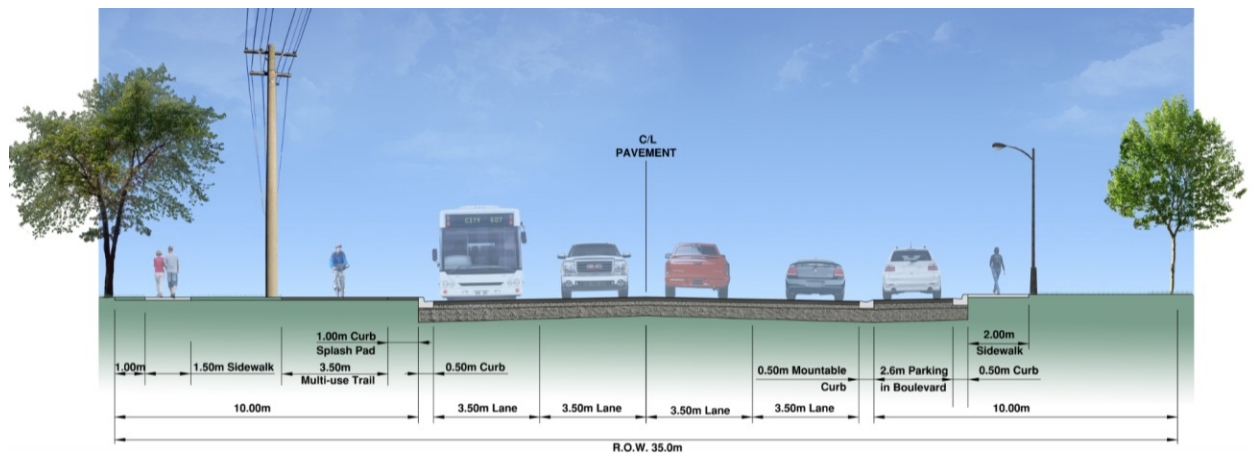 CITY 607
C/L
PAVEMENT
1.00m Curb
Splash Pad
1.00m
1.50m Sidewalk
3.50m
Multi-use Trail
0.50m Curb
0.50m Mountable
Curb
2.6m Parking
in Boulevard
2.00m
Sidewalk
0.50m Curb
10.00m
3.50m Lane
3.50m Lane
3.50m Lane
3.50m Lane
10.00m
R.O.W. 35.0m